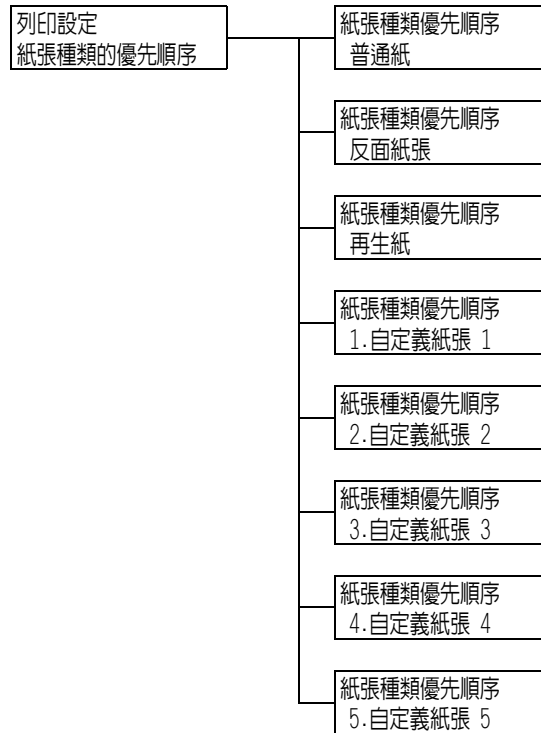 列印設定
紙張種類的優先順序
紙張種類優先順序
普通紙
紙張種類優先順序
反面紙張
紙張種類優先順序
再生紙
紙張種類優先順序
1.自定義紙張 1
紙張種類優先順序
2.自定義紙張 2
紙張種類優先順序
3.自定義紙張 3
紙張種類優先順序
4.自定義紙張 4
紙張種類優先順序
5.自定義紙張 5